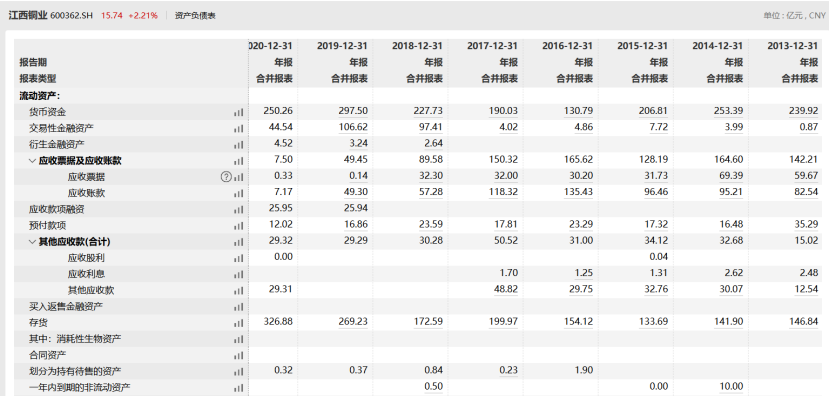 江西铜业 600362.SH 15.74 +2.21% 资产负债表 单位 : 亿元 , CNY
报告期 020-12-31 2019-12-31 2018-12-31 2017-12-31 2016-12-31 2015-12-31 2014-12-31 2013-12-31
年报 年报 年报 年报 年报 年报 年报 年报
报表类型 合并报表 合并报表 合并报表 合并报表 合并报表 合并报表 合并报表 合并报表
流动资产:
货币资金 250.26 297.50 227.73 190.03 130.79 206.81 253.39 239.92
交易性金融资产 44.54 106.62 97.41 4.02 4.86 7.72 3.99 0.87
衍生金融资产 4.52 3.24 2.64
应收票据及应收账款 7.50 49.45 89.58 150.32 165.62 128.19 164.60 142.21
应收票据 ? 0.33 0.14 32.30 32.00 30.20 31.73 69.39 59.67
应收账款 7.17 49.30 57.28 118.32 135.43 96.46 95.21 82.54
应收款项融资 25.95 25.94
预付款项 12.02 16.86 23.59 17.81 23.29 17.32 16.48 35.29
其他应收款(合计) 29.32 29.29 30.28 50.52 31.00 34.12 32.68 15.02
应收股利 0.00 0.04
应收利息 1.70 1.25 1.31 2.62 2.48
其他应收款 29.31 48.82 29.75 32.76 30.07 12.54
买入返售金融资产
存货 326.88 269.23 172.59 199.97 154.12 133.69 141.90 146.84
其中: 消耗性生物资产
合同资产
划分为持有待售的资产 0.32 0.37 0.84 0.23 1.90
一年内到期的非流动资产 0.50 0.00 10.00